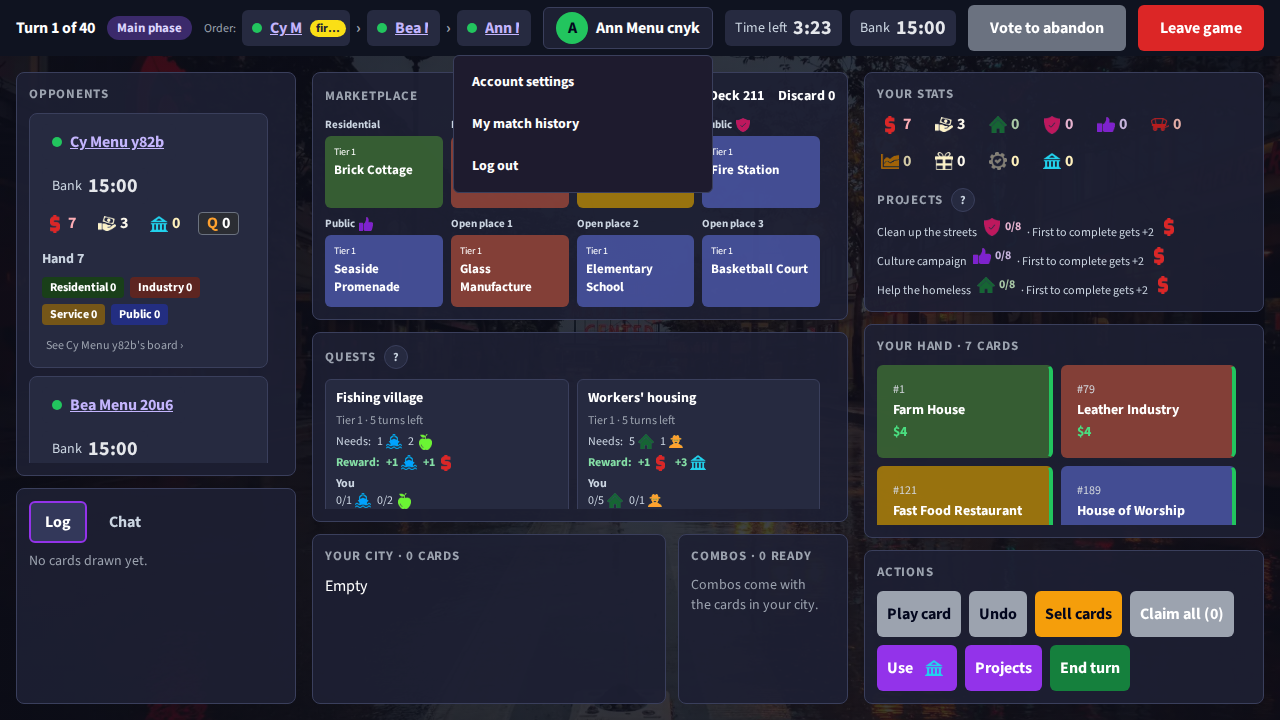 Turn 1 of 40
Main phase
Order:
Cy M
fir…
›
Bea
›
Ann
A
Ann Menu cnyk
Time left 3:23
Bank 15:00
Vote to abandon
Leave game
Account settings
My match history
Log out
OPPONENTS
Cy Menu y82b
Bank 15:00
7 3 0 Q 0
Hand 7
Residential 0 Industry 0
Service 0 Public 0
See Cy Menu y82b's board ›
Bea Menu 20u6
Bank 15:00
Log Chat
No cards drawn yet.
MARKETPLACE
Deck 211 Discard 0
Residential
Tier 1
Brick Cottage
Fire Station
Public Open place 1 Open place 2 Open place 3
Tier 1
Seaside
Promenade
Tier 1
Glass
Manufacture
Tier 1
Elementary
School
Tier 1
Basketball Court
QUESTS ?
Fishing village
Tier 1 · 5 turns left
Needs: 1 2
Reward: +1 +1
You
0/1 0/2
Workers' housing
Tier 1 · 5 turns left
Needs: 5 1
Reward: +1 +3
You
0/5 0/1
YOUR CITY · 0 CARDS
Empty
COMBOS · 0 READY
Combos come with
the cards in your city.
YOUR STATS
7 3 0 0 0 0
0 0 0 0
PROJECTS ?
Clean up the streets 0/8 · First to complete gets +2
Culture campaign 0/8 · First to complete gets +2
Help the homeless 0/8 · First to complete gets +2
YOUR HAND · 7 CARDS
#1
Farm House
$4
#79
Leather Industry
$4
#121
Fast Food Restaurant
#189
House of Worship
ACTIONS
Play card
Undo
Sell cards
Claim all (0)
Use
Projects
End turn